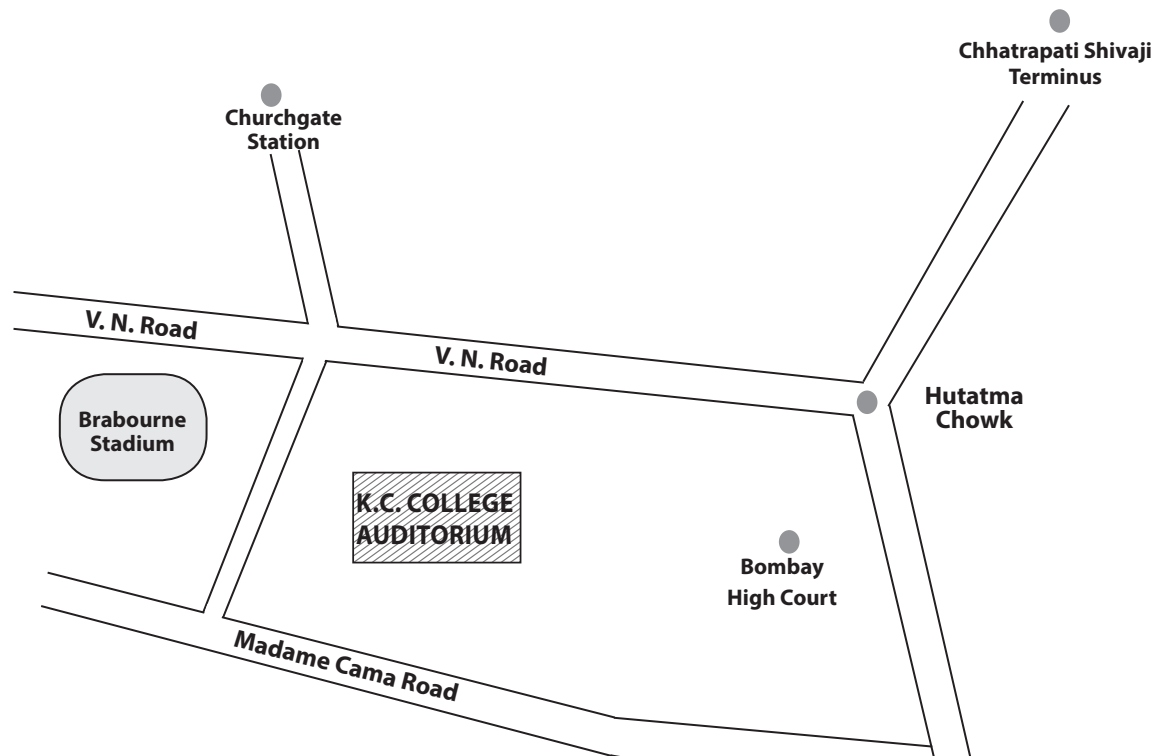 Chhatrapati Shivaji
Terminus
Churchgate
Station
V. N. Road
V. N. Road
Hutatma
Chowk
Brabourne
Stadium
K.C. COLLEGE
AUDITORIUM
Bombay
High Court
Madame Cama Road